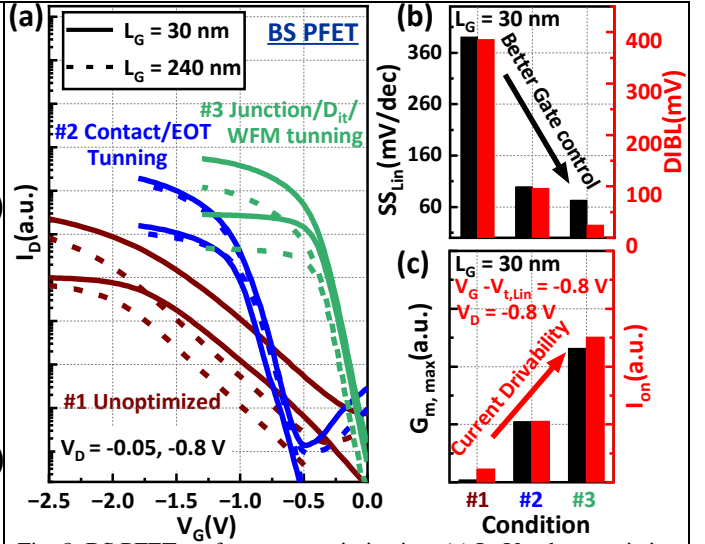 (a)
L_G = 30 nm
L_G = 240 nm
BS PFET
#3 Junction/D_it/
WFM tunning
#2 Contact/EOT
Tunning
#1 Unoptimized
V_D = -0.05, -0.8 V
I_D(a.u.)
−2.5 −2.0 −1.5 −1.0 −0.5 0.0
V_G(V)
(b)
L_G = 30 nm
Better Gate control
SS_Lin(mV/dec)
360
260
160
60
DIBL(mV)
400
300
200
100
0
(c)
L_G = 30 nm
V_G -V_t,Lin = -0.8 V
V_D = -0.8 V
Current Drivability
G_m, max(a.u.)
I_on(a.u.)
#1 #2 #3
Condition